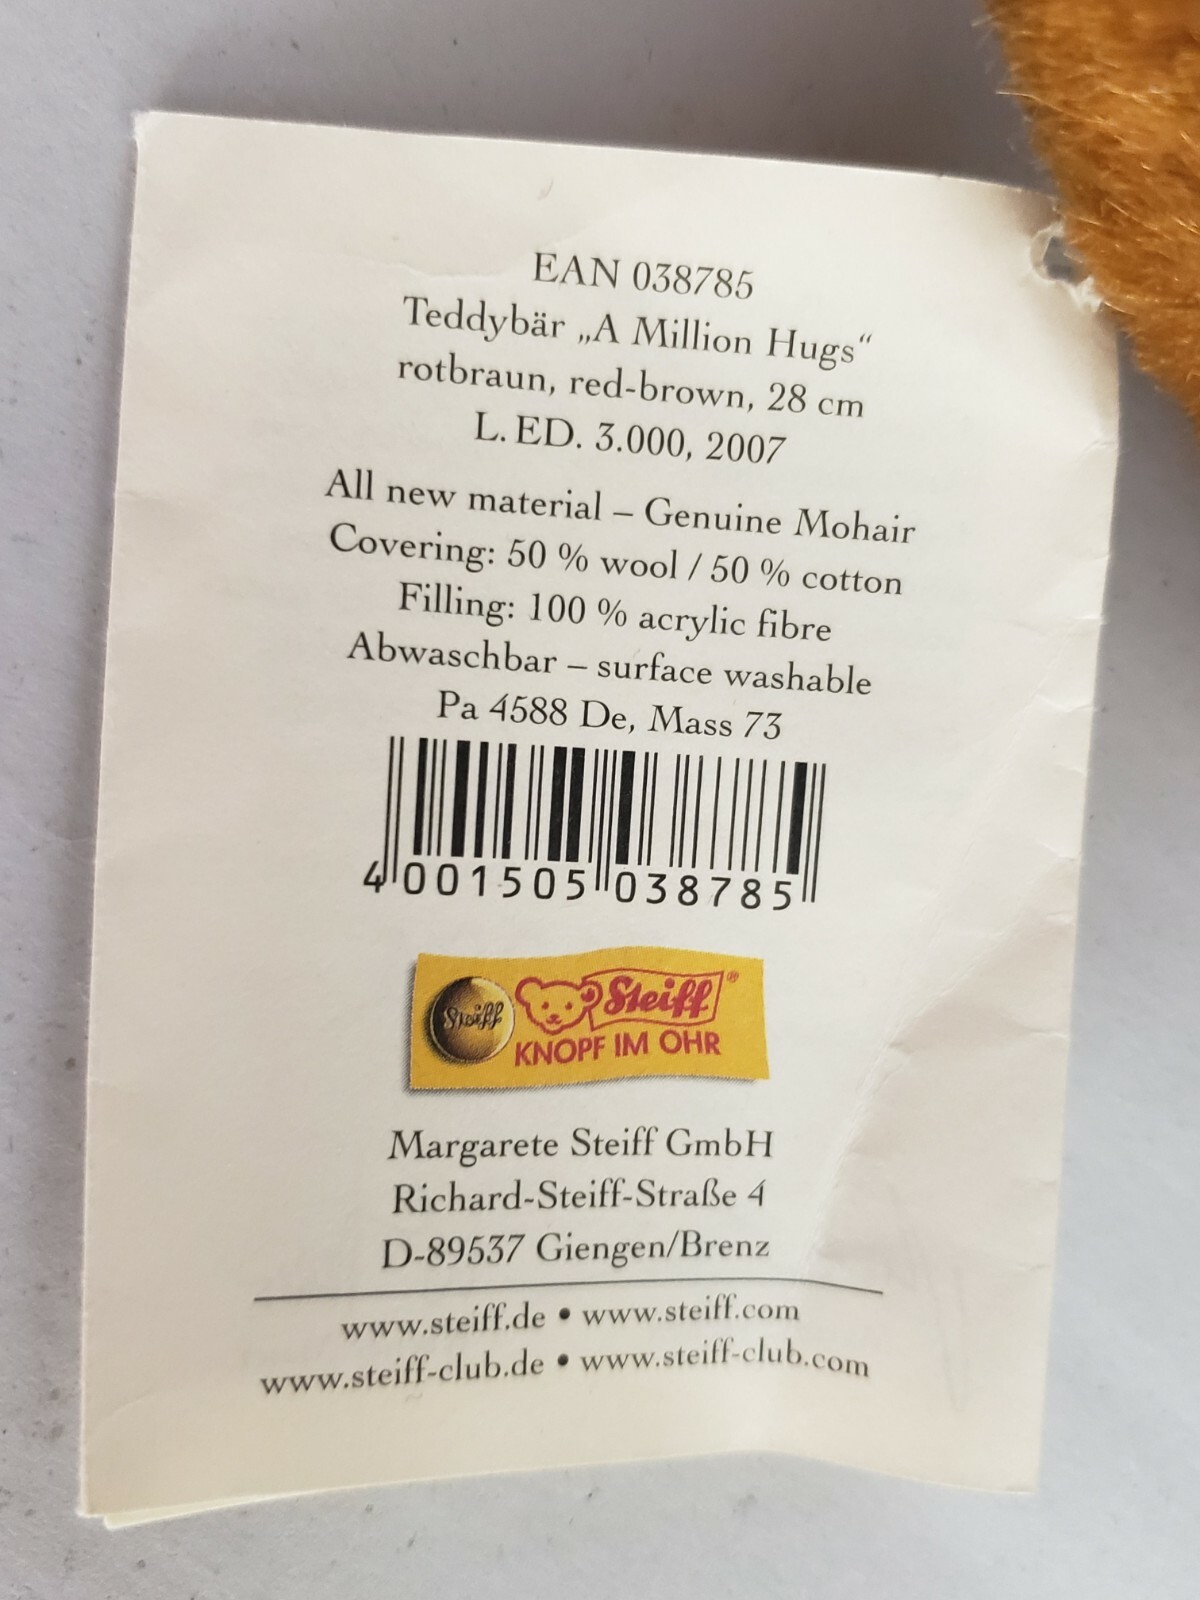 EAN 038785
Teddybär „A Million Hugs“
rotbraun, red-brown, 28 cm
L. ED. 3.000, 2007
All new material – Genuine Mohair
Covering: 50 % wool / 50 % cotton
Filling: 100 % acrylic fibre
Abwaschbar – surface washable
Pa 4588 De, Mass 73
4 001505 038785
Steiff Steiff®
KNOPF IM OHR
Margarete Steiff GmbH
Richard-Steiff-Straße 4
D-89537 Giengen/Brenz
www.steiff.de • www.steiff.com
www.steiff-club.de • www.steiff-club.com